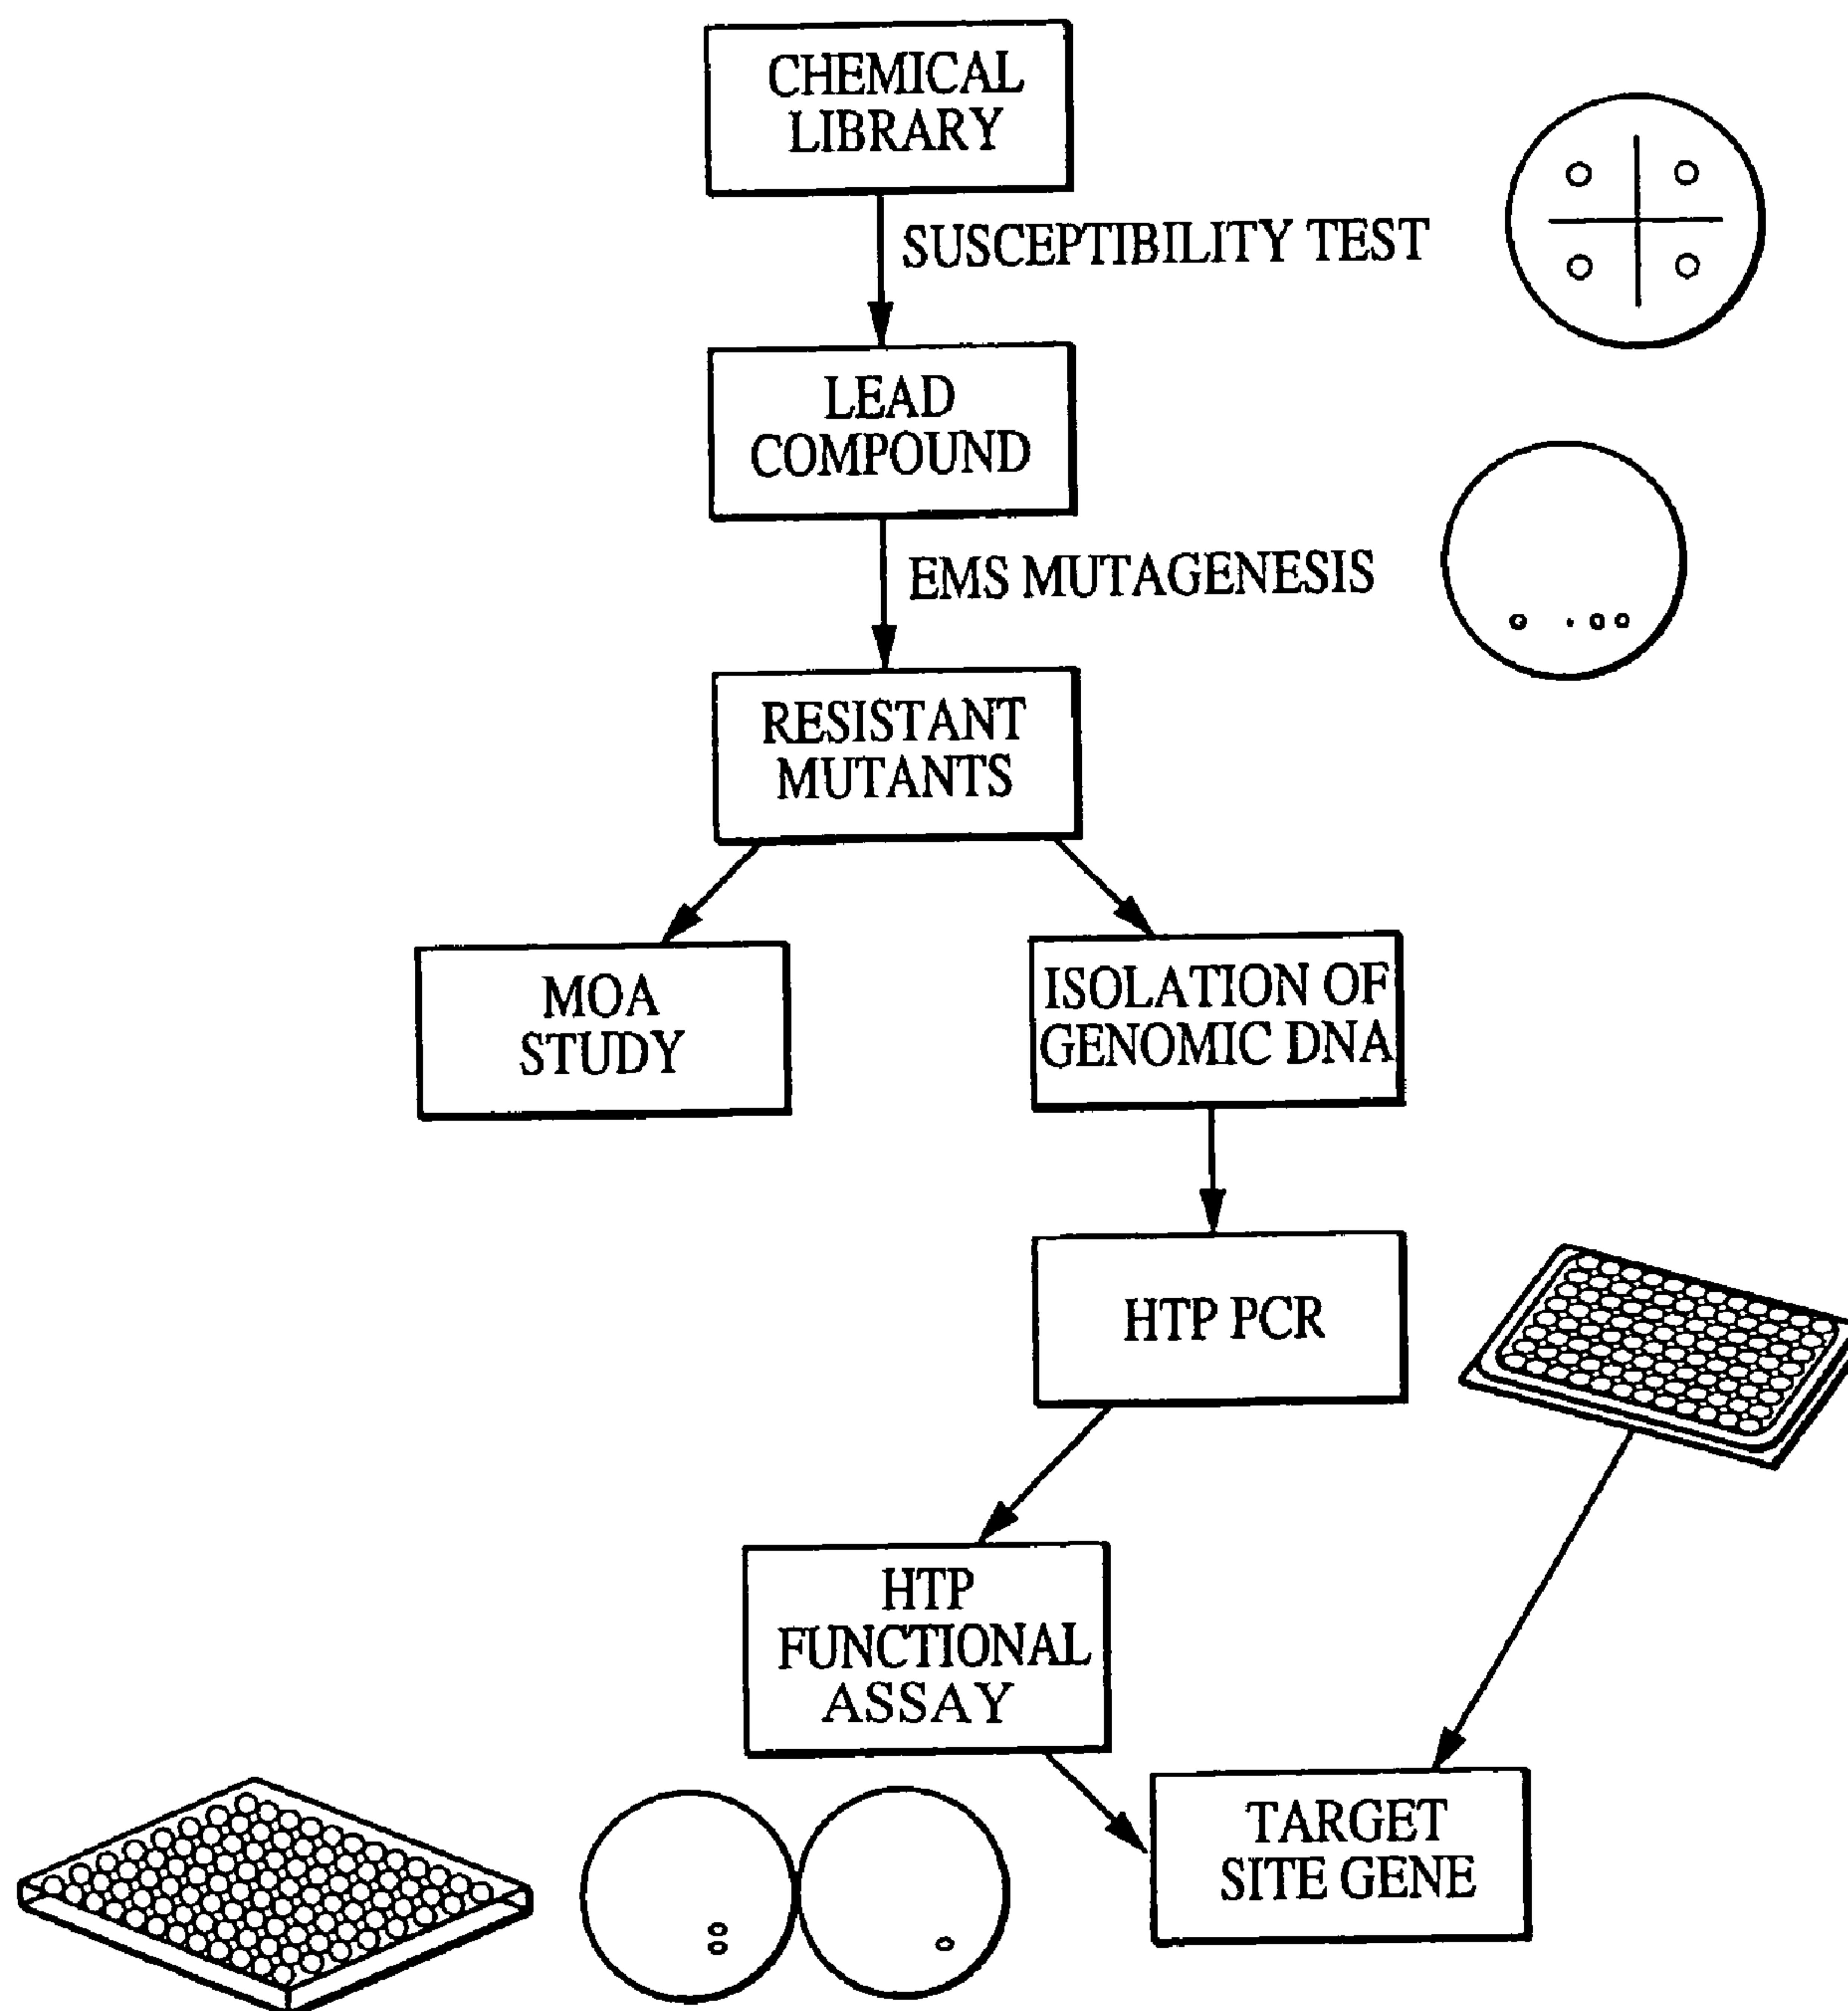 CHEMICAL
LIBRARY
SUSCEPTIBILITY TEST
LEAD
COMPOUND
EMS MUTAGENESIS
RESISTANT
MUTANTS
MOA
STUDY
ISOLATION OF
GENOMIC DNA
HTP PCR
HTP
FUNCTIONAL
ASSAY
TARGET
SITE GENE